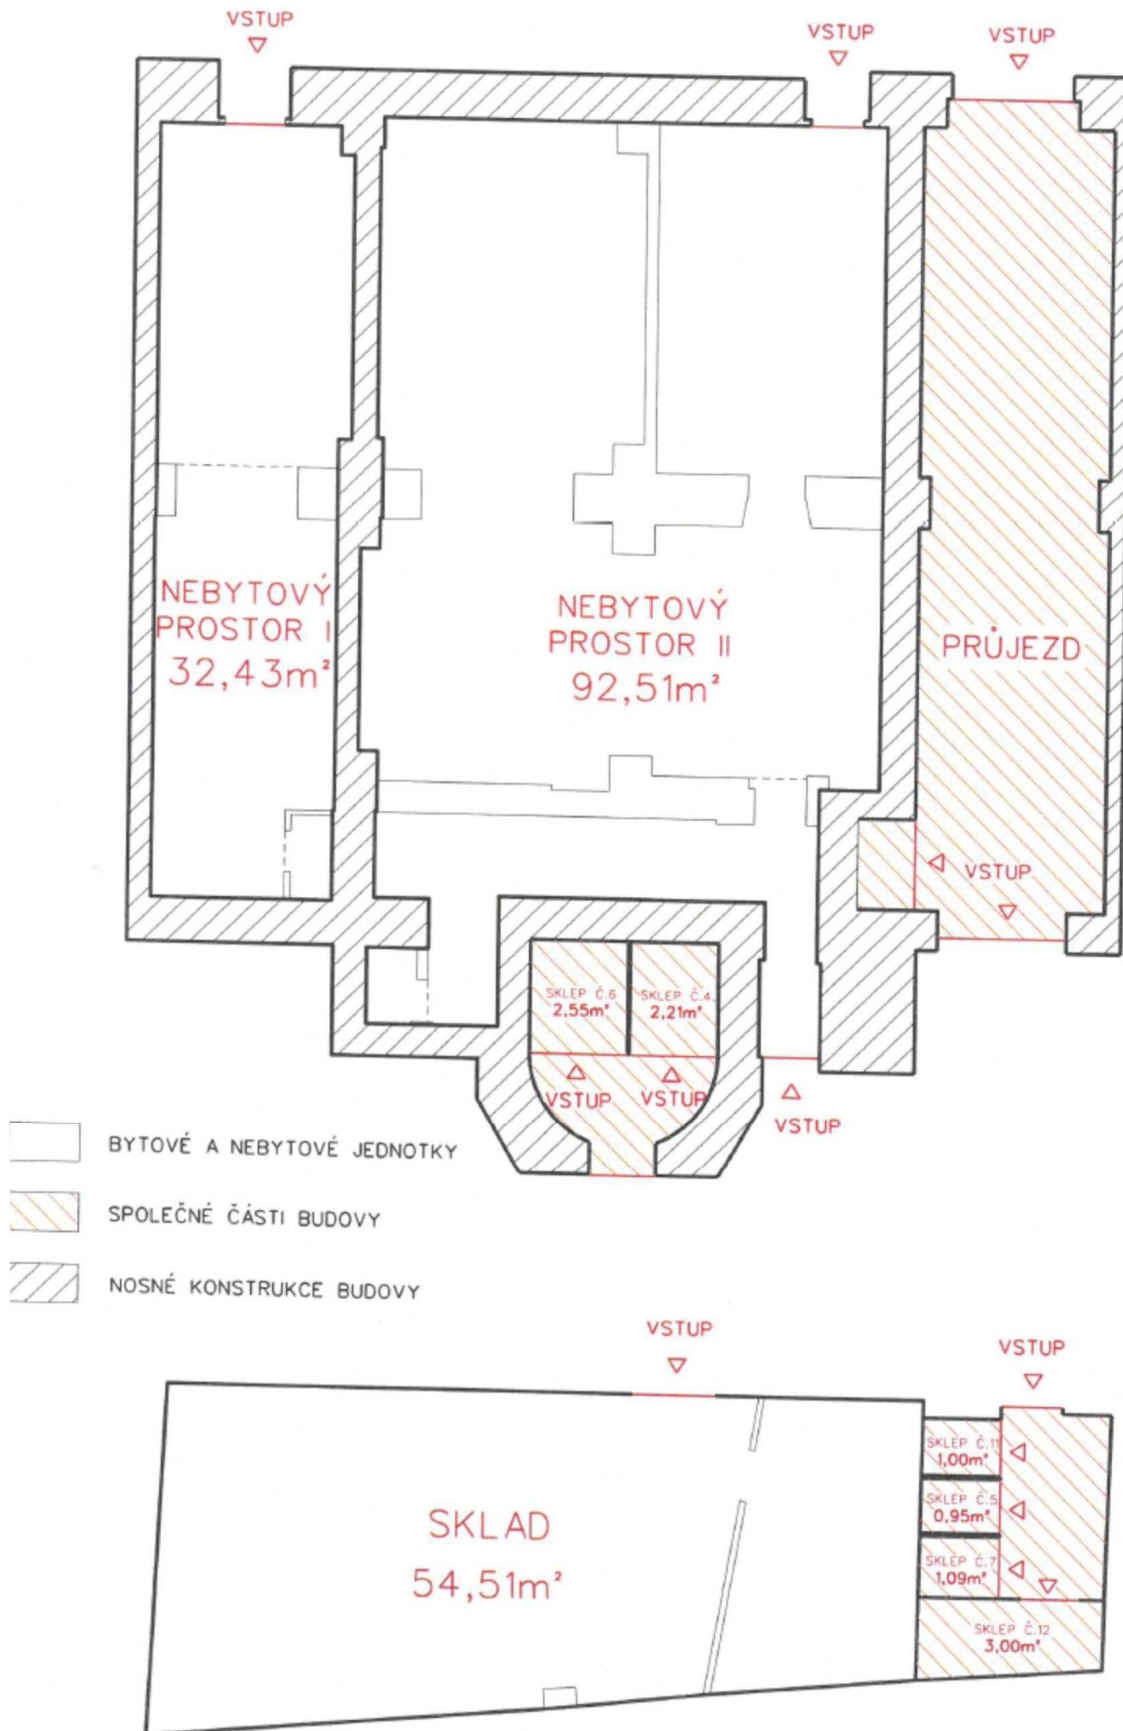 VSTUP
VSTUP
VSTUP
NEBYTOVÝ
PROSTOR I
32,43m²
NEBYTOVÝ
PROSTOR II
92,51m²
PRŮJEZD
VSTUP
SKLEP Č.6
2,55m²
SKLEP Č.4
2,21m²
VSTUP
VSTUP
VSTUP
BYTOVÉ A NEBYTOVÉ JEDNOTKY
SPOLEČNÉ ČÁSTI BUDOVY
NOSNÉ KONSTRUKCE BUDOVY
VSTUP
VSTUP
SKLEP Č.11
1,00m²
SKLEP Č.5
0,95m²
SKLEP Č.7
1,09m²
SKLEP Č.12
3,00m²
SKLAD
54,51m²